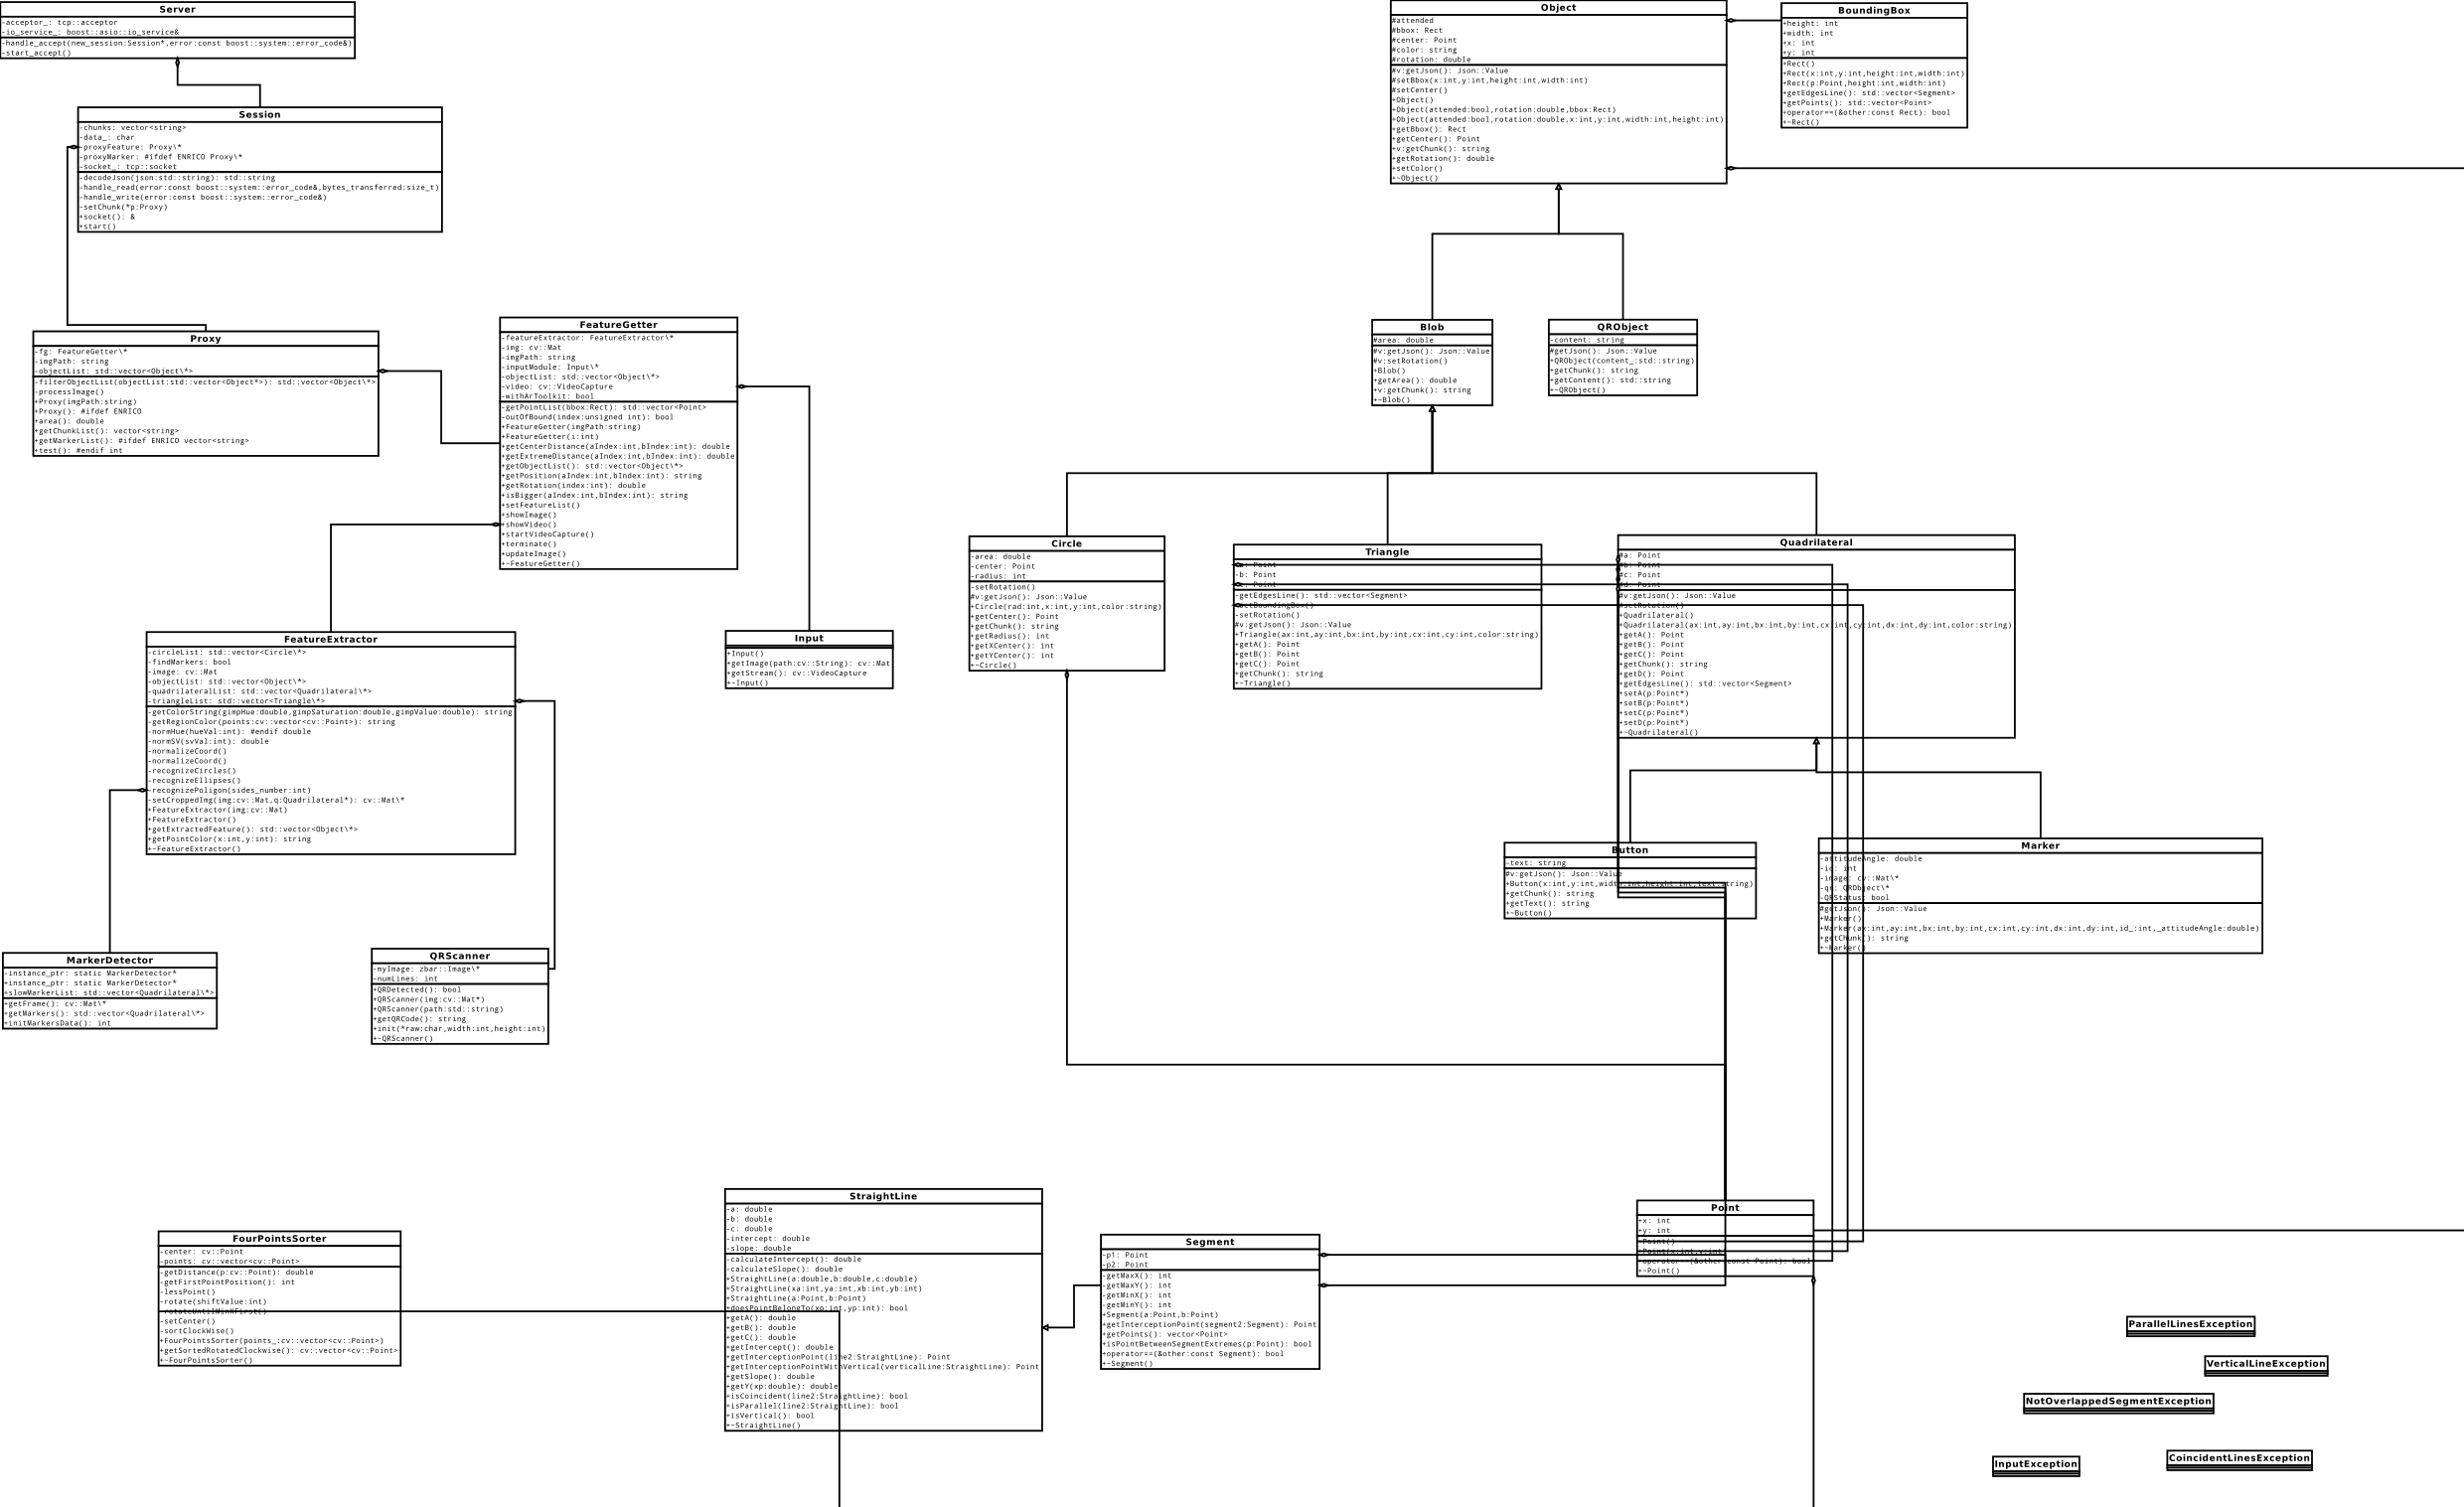 Server
-acceptor_: tcp::acceptor
-io_service_: boost::asio::io_service&
-handle_accept(new_session:Session*,error:const boost::system::error_code&)
-start_accept()
Session
-chunks: vector<string>
-data_: char
-proxyFeature: Proxy\*
-proxyMarker: #ifdef ENRICO Proxy\*
-socket_: tcp::socket
-decodeJson(json:std::string): std::string
-handle_read(error:const boost::system::error_code&,bytes_transferred:size_t)
-handle_write(error:const boost::system::error_code&)
-setChunk(*p:Proxy)
+socket(): &
+start()
Object
#attended
#bbox: Rect
#center: Point
#color: string
#rotation: double
#v:getJson(): Json::Value
#setBbox(x:int,y:int,height:int,width:int)
#setCenter()
+Object()
+Object(attended:bool,rotation:double,bbox:Rect)
+Object(attended:bool,rotation:double,x:int,y:int,width:int,height:int)
+getBbox(): Rect
+getCenter(): Point
+v:getChunk(): string
+getRotation(): double
+setColor()
+~Object()
BoundingBox
+height: int
+width: int
+x: int
+y: int
+Rect()
+Rect(x:int,y:int,height:int,width:int)
+Rect(p:Point,height:int,width:int)
+getEdgesLine(): std::vector<Segment>
+getPoints(): std::vector<Point>
+operator==(&other:const Rect): bool
+~Rect()
Proxy
-fg: FeatureGetter\*
-imgPath: string
-objectList: std::vector<Object\*>
-filterObjectList(objectList:std::vector<Object*>): std::vector<Object\*>
-processImage()
+Proxy(imgPath:string)
+Proxy(): #ifdef ENRICO
+area(): double
+getChunkList(): vector<string>
+getMarkerList(): #ifdef ENRICO vector<string>
+test(): #endif int
FeatureGetter
-featureExtractor: FeatureExtractor\*
-img: cv::Mat
-imgPath: string
-inputModule: Input\*
-objectList: std::vector<Object\*>
-video: cv::VideoCapture
-withArToolkit: bool
-getPointList(bbox:Rect): std::vector<Point>
-outOfBound(index:unsigned int): bool
+FeatureGetter(imgPath:string)
+FeatureGetter(i:int)
+getCenterDistance(aIndex:int,bIndex:int): double
+getExtremeDistance(aIndex:int,bIndex:int): double
+getObjectList(): std::vector<Object\*>
+getPosition(aIndex:int,bIndex:int): string
+getRotation(index:int): double
+isBigger(aIndex:int,bIndex:int): string
+setFeatureList()
+showImage()
+showVideo()
+startVideoCapture()
+terminate()
+updateImage()
+~FeatureGetter()
Blob
#area: double
#v:getJson(): Json::Value
#v:setRotation()
+Blob()
+getArea(): double
+v:getChunk(): string
+~Blob()
QRObject
-content: string
#getJson(): Json::Value
+QRObject(content_:std::string)
+getChunk(): string
+getContent(): std::string
+~QRObject()
Circle
-area: double
-center: Point
-radius: int
-setRotation()
#v:getJson(): Json::Value
+Circle(rad:int,x:int,y:int,color:string)
+getCenter(): Point
+getChunk(): string
+getRadius(): int
+getXCenter(): int
+getYCenter(): int
+~Circle()
Triangle
-a: Point
-b: Point
-c: Point
-getEdgesLine(): std::vector<Segment>
-setBoundingBox()
-setRotation()
#v:getJson(): Json::Value
+Triangle(ax:int,ay:int,bx:int,by:int,cx:int,cy:int,color:string)
+getA(): Point
+getB(): Point
+getC(): Point
+getChunk(): string
+~Triangle()
Quadrilateral
#a: Point
#b: Point
#c: Point
#d: Point
#v:getJson(): Json::Value
#setRotation()
+Quadrilateral()
+Quadrilateral(ax:int,ay:int,bx:int,by:int,cx:int,cy:int,dx:int,dy:int,color:string)
+getA(): Point
+getB(): Point
+getC(): Point
+getChunk(): string
+getD(): Point
+getEdgesLine(): std::vector<Segment>
+setA(p:Point*)
+setB(p:Point*)
+setC(p:Point*)
+setD(p:Point*)
+~Quadrilateral()
FeatureExtractor
-circleList: std::vector<Circle\*>
-findMarkers: bool
-image: cv::Mat
-objectList: std::vector<Object\*>
-quadrilateralList: std::vector<Quadrilateral\*>
-triangleList: std::vector<Triangle\*>
-getColorString(gimpHue:double,gimpSaturation:double,gimpValue:double): string
-getRegionColor(points:cv::vector<cv::Point>): string
-normHue(hueVal:int): #endif double
-normSV(svVal:int): double
-normalizeCoord()
-normalizeCoord()
-recognizeCircles()
-recognizeEllipses()
-recognizePoligon(sides_number:int)
-setCroppedImg(img:cv::Mat,q:Quadrilateral*): cv::Mat\*
+FeatureExtractor(img:cv::Mat)
+FeatureExtractor()
+getExtractedFeature(): std::vector<Object\*>
+getPointColor(x:int,y:int): string
+~FeatureExtractor()
Input
+Input()
+getImage(path:cv::String): cv::Mat
+getStream(): cv::VideoCapture
+~Input()
Button
-text: string
#v:getJson(): Json::Value
+Button(x:int,y:int,width:int,height:int,text:string)
+getChunk(): string
+getText(): string
+~Button()
Marker
-attitudeAngle: double
-id: int
-image: cv::Mat\*
-qr: QRObject\*
-QRStatus: bool
#getJson(): Json::Value
+Marker()
+Marker(ax:int,ay:int,bx:int,by:int,cx:int,cy:int,dx:int,dy:int,id_:int,_attitudeAngle:double)
+getChunk(): string
+~Marker()
MarkerDetector
-instance_ptr: static MarkerDetector*
+instance_ptr: static MarkerDetector*
+slowMarkerList: std::vector<Quadrilateral\*>
+getFrame(): cv::Mat\*
+getMarkers(): std::vector<Quadrilateral\*>
+initMarkersData(): int
QRScanner
-myImage: zbar::Image\*
-numLines: int
+QRDetected(): bool
+QRScanner(img:cv::Mat*)
+QRScanner(path:std::string)
+getQRCode(): string
+init(*raw:char,width:int,height:int)
+~QRScanner()
FourPointsSorter
-center: cv::Point
-points: cv::vector<cv::Point>
-getDistance(p:cv::Point): double
-getFirstPointPosition(): int
-lessPoint()
-rotate(shiftValue:int)
-rotateUntilMinXFirst()
-setCenter()
-sortClockWise()
+FourPointsSorter(points_:cv::vector<cv::Point>)
+getSortedRotatedClockwise(): cv::vector<cv::Point>
+~FourPointsSorter()
StraightLine
-a: double
-b: double
-c: double
-intercept: double
-slope: double
-calculateIntercept(): double
-calculateSlope(): double
+StraightLine(a:double,b:double,c:double)
+StraightLine(xa:int,ya:int,xb:int,yb:int)
+StraightLine(a:Point,b:Point)
+doesPointBelongTo(xp:int,yp:int): bool
+getA(): double
+getB(): double
+getC(): double
+getIntercept(): double
+getInterceptionPoint(line2:StraightLine): Point
+getInterceptionPointWithVertical(verticalLine:StraightLine): Point
+getSlope(): double
+getY(xp:double): double
+isCoincident(line2:StraightLine): bool
+isParallel(line2:StraightLine): bool
+isVertical(): bool
+~StraightLine()
Segment
-p1: Point
-p2: Point
-getMaxX(): int
-getMaxY(): int
-getMinX(): int
-getMinY(): int
+Segment(a:Point,b:Point)
+getInterceptionPoint(segment2:Segment): Point
+getPoints(): vector<Point>
+isPointBetweenSegmentExtremes(p:Point): bool
+operator==(&other:const Segment): bool
+~Segment()
Point
+x: int
+y: int
+Point()
+Point(x:int,y:int)
+operator==(&other:const Point): bool
+~Point()
ParallelLinesException
VerticalLineException
NotOverlappedSegmentException
InputException
CoincidentLinesException